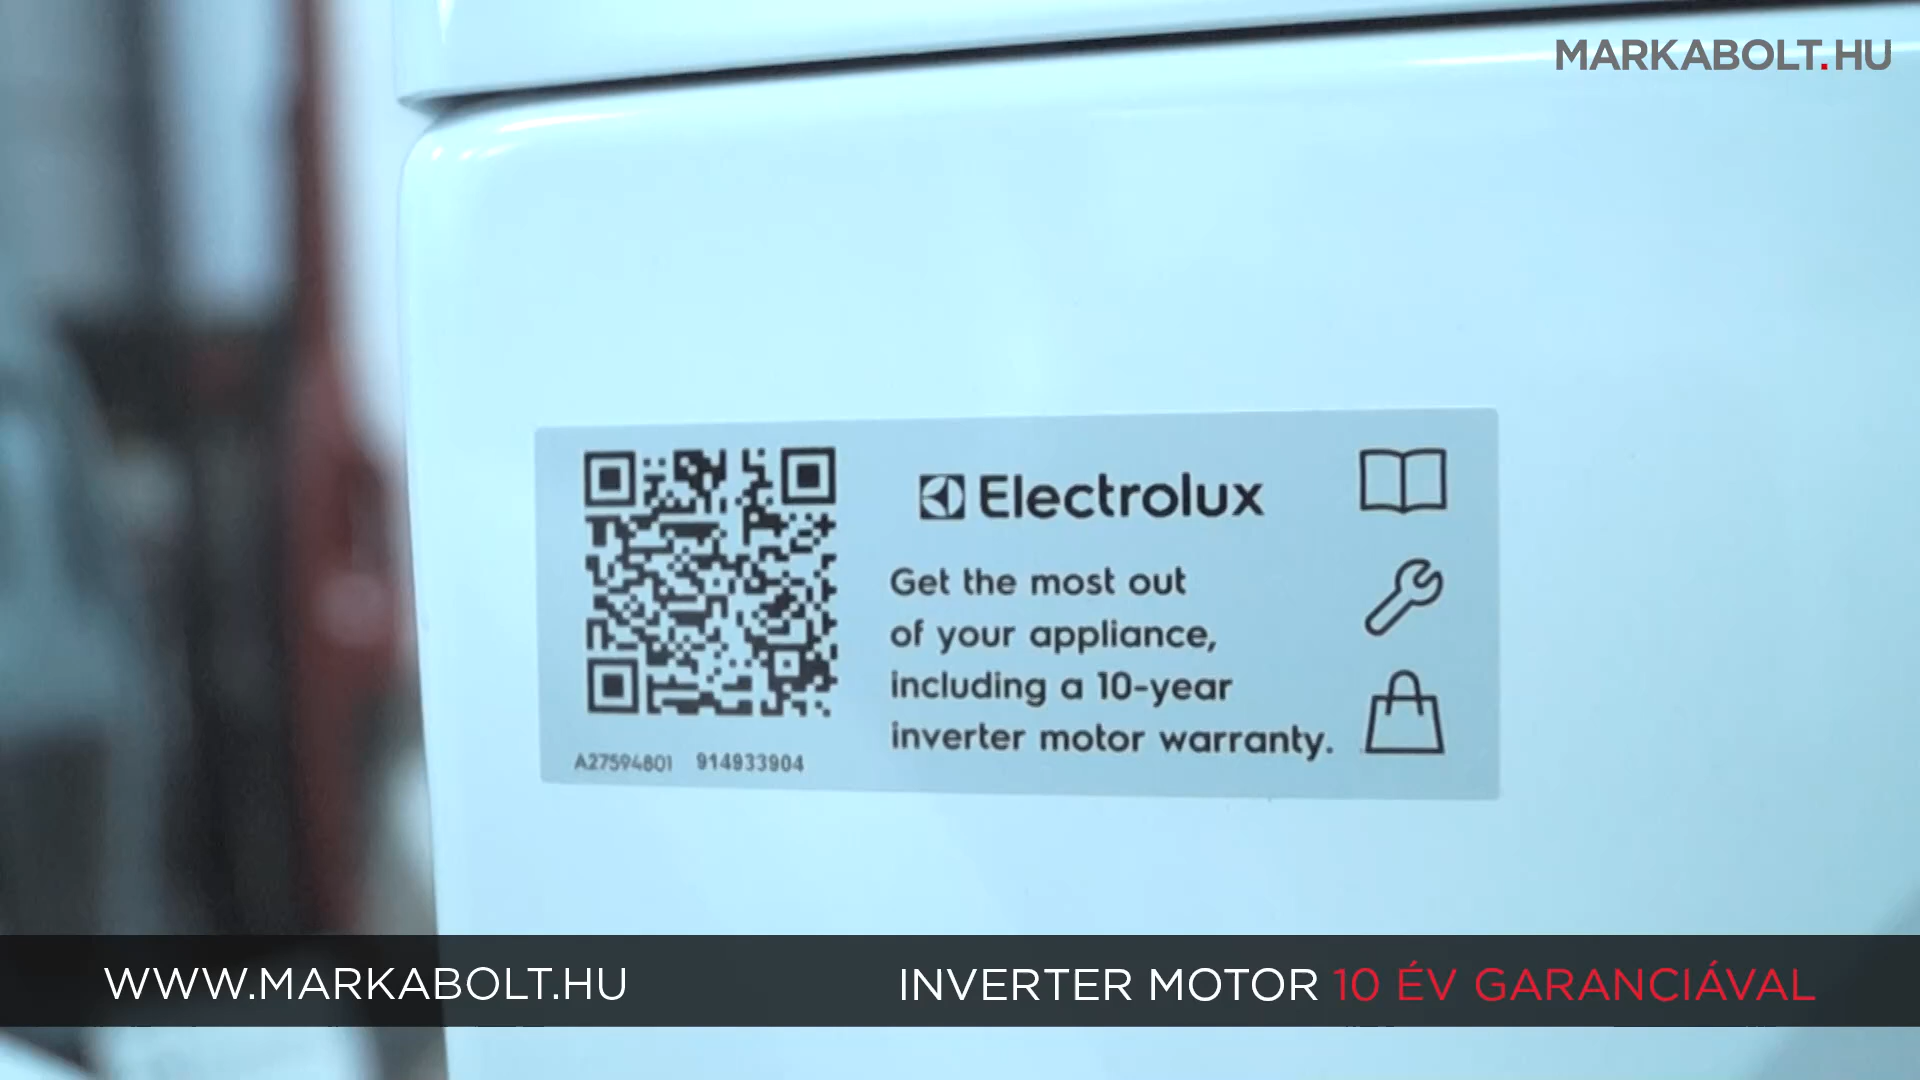 MARKABOLT.HU
Electrolux
Get the most out
of your appliance,
including a 10-year
inverter motor warranty.
A27594801 914933904
WWW.MARKABOLT.HU
INVERTER MOTOR 10 ÉV GARANCIÁVAL